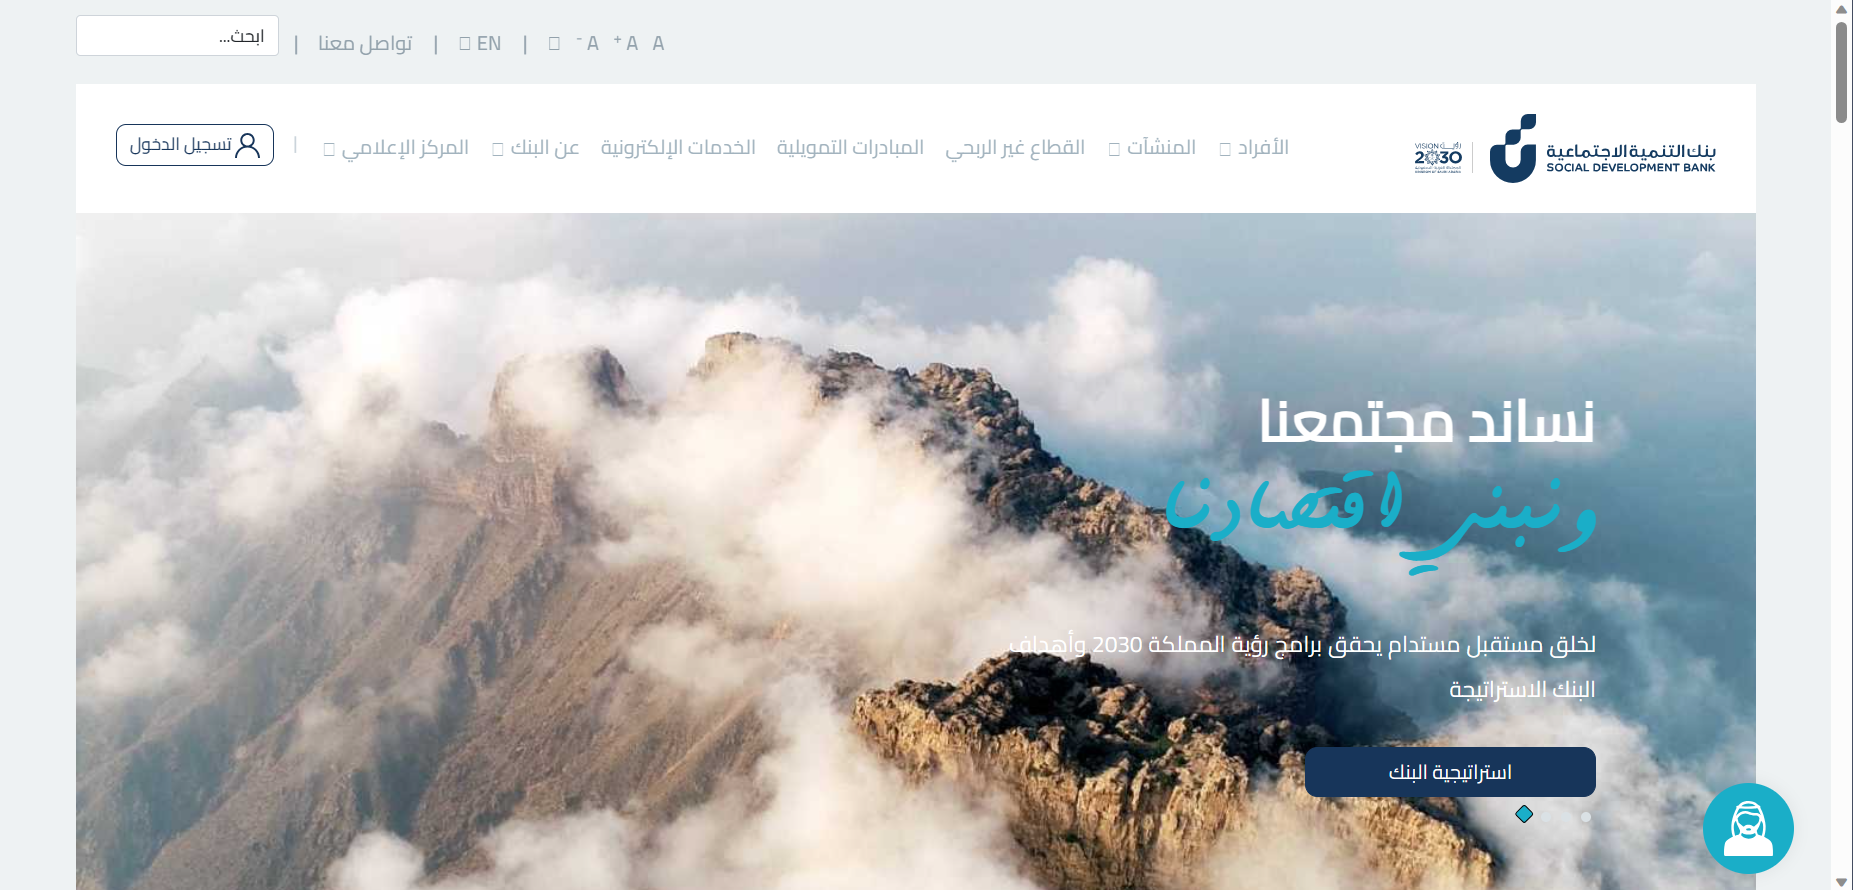 A A+ A-
|
EN
|
تواصل معنا
|
ابحث...
بنك التنمية الاجتماعية
SOCIAL DEVELOPMENT BANK
VISION رؤية
2030
الأفراد
المنشآت
القطاع غير الربحي
المبادرات التمويلية
الخدمات الإلكترونية
عن البنك
المركز الإعلامي
|
تسجيل الدخول
نساند مجتمعنا
ونبني اقتصادنا
لخلق مستقبل مستدام يحقق برامج رؤية المملكة 2030 وأهداف
البنك الاستراتيجة
استراتيجية البنك